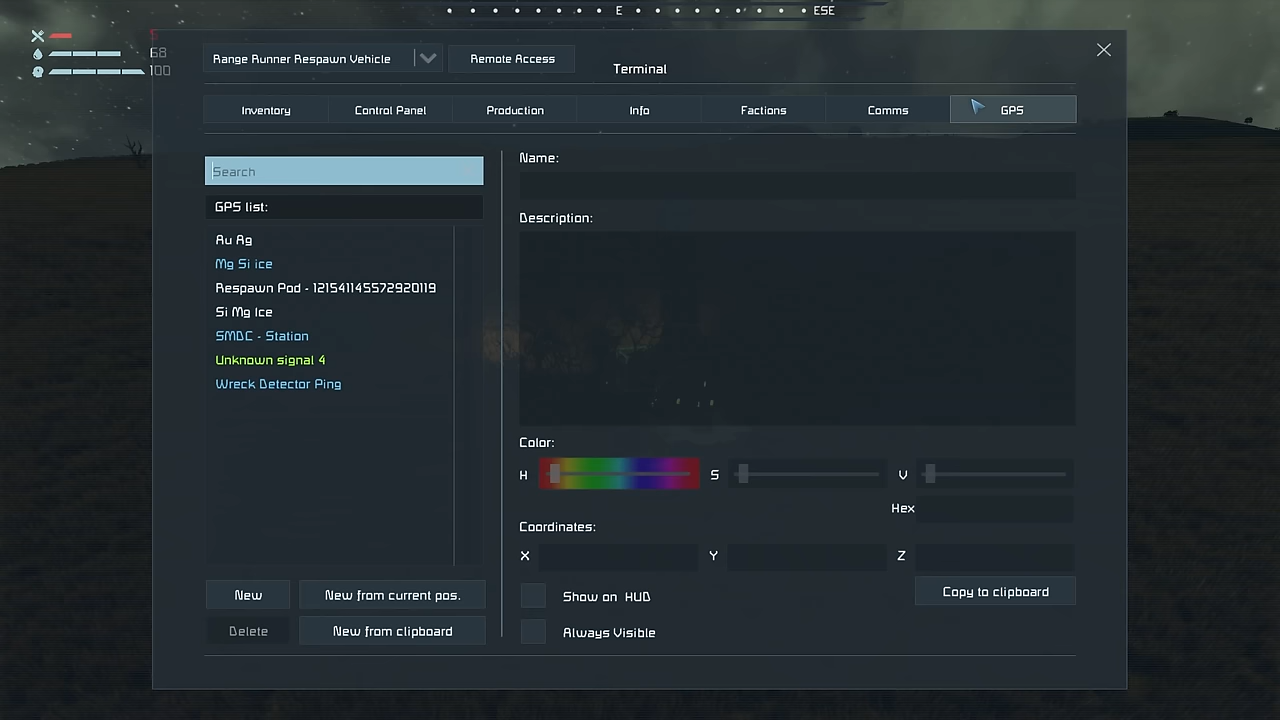 E ESE
5
68
100
Range Runner Respawn Vehicle Remote Access
Terminal
Inventory Control Panel Production Info Factions Comms GPS
Search
GPS list:
Au Ag
Mg Si ice
Respawn Pod - 121541145572920119
Si Mg Ice
SMDC - Station
Unknown signal 4
Wreck Detector Ping
New New from current pos.
Delete New from clipboard
Name:
Description:
Color:
H S V
Hex
Coordinates:
X Y Z
Show on HUD
Copy to clipboard
Always Visible